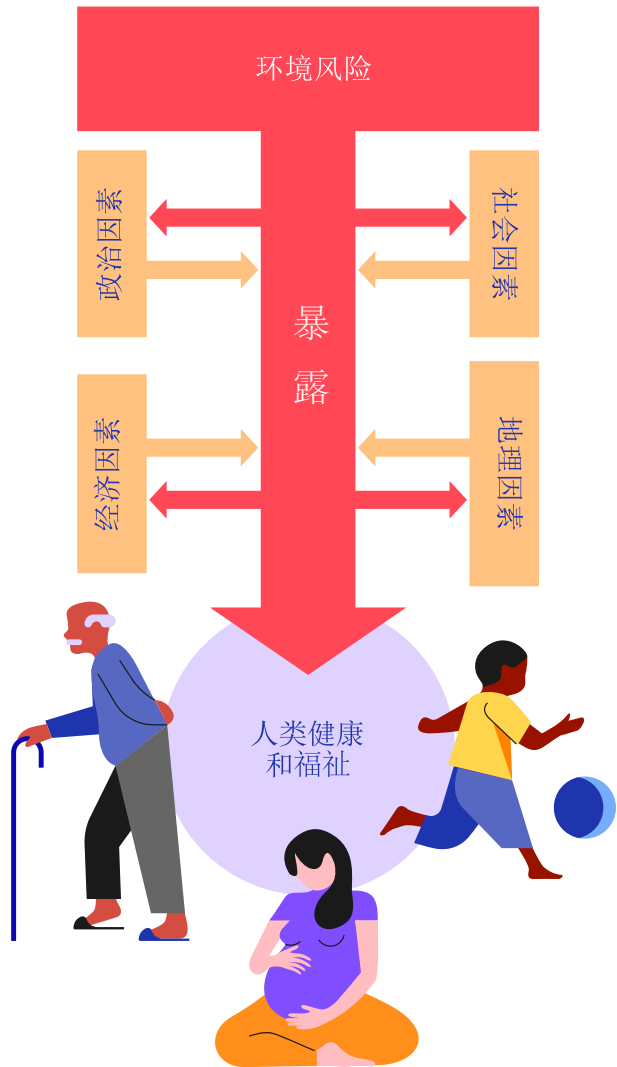 环境风险
政治因素
社会因素
暴露
经济因素
地理因素
人类健康
和福祉